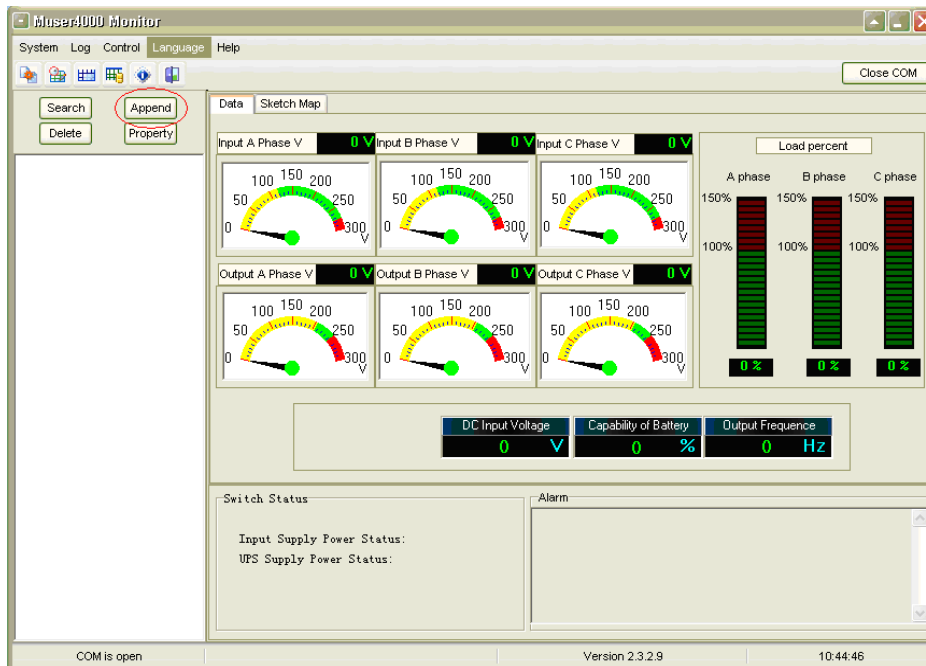 Muser4000 Monitor
System Log Control Language Help
Close COM
Search Append
Delete Property
Data Sketch Map
Input A Phase V 0 V Input B Phase V 0 V Input C Phase V 0 V
0 50 100 150 200 250 300 V
0 50 100 150 200 250 300 V
0 50 100 150 200 250 300 V
Output A Phase V 0 V Output B Phase V 0 V Output C Phase V 0 V
0 50 100 150 200 250 300 V
0 50 100 150 200 250 300 V
0 50 100 150 200 250 300 V
Load percent
A phase B phase C phase
150% 150% 150%
100% 100% 100%
0 % 0 % 0 %
DC Input Voltage Capability of Battery Output Frequence
0 V 0 % 0 Hz
Switch Status
Input Supply Power Status:
UPS Supply Power Status:
Alarm
COM is open Version 2.3.2.9 10:44:46